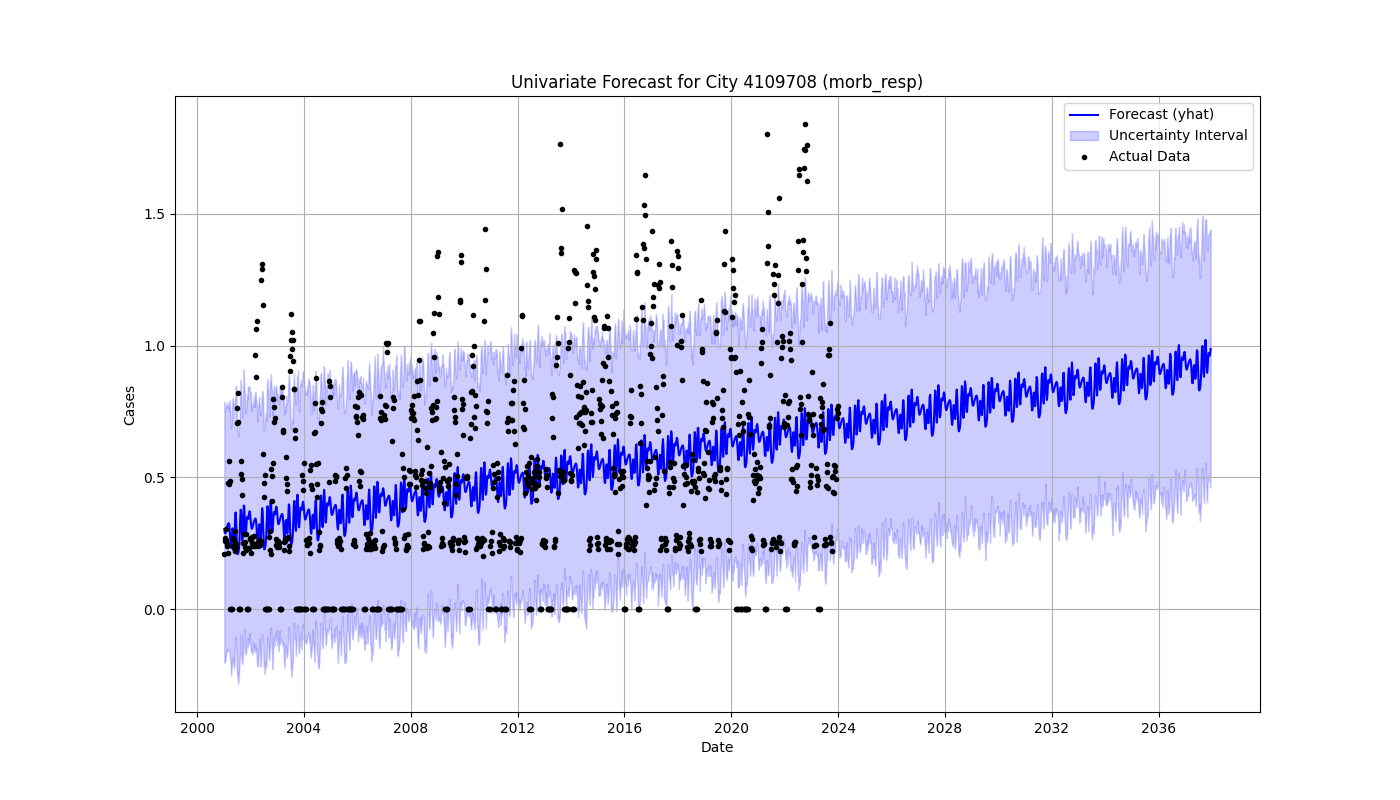 Univariate Forecast for City 4109708 (morb_resp)
Forecast (yhat)
Uncertainty Interval
Actual Data
Cases
1.5
1.0
0.5
0.0
2000 2004 2008 2012 2016 2020 2024 2028 2032 2036
Date